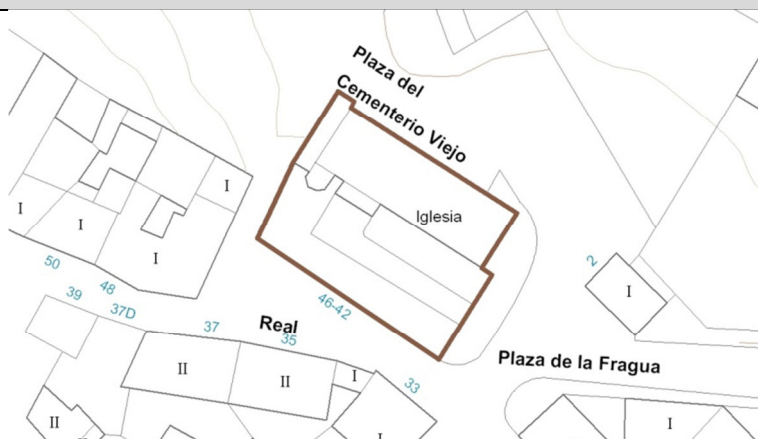 Plaza del
Cementerio Viejo
I
I
Iglesia
I
I
50
2
48
I
39
46-42
37D
37
Real
35
Plaza de la Fragua
II
II
I
33
II
I
I